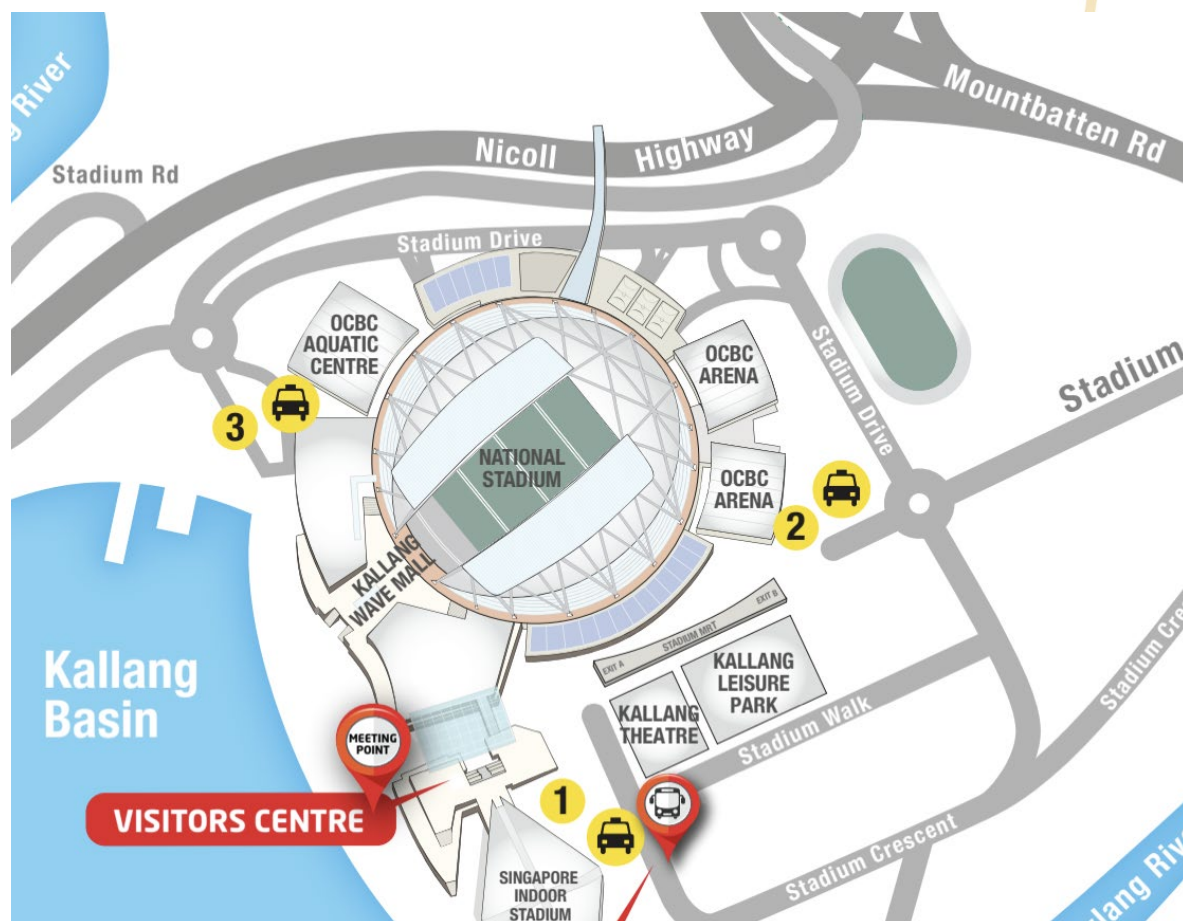 g River
Stadium Rd
Nicoll Highway
Mountbatten Rd
Stadium Drive
OCBC
AQUATIC
CENTRE
OCBC
ARENA
Stadium Drive
Stadium
3
NATIONAL
STADIUM
OCBC
ARENA
2
KALLANG
WAVE MALL
EXIT A
STADIUM MRT
EXIT B
KALLANG
LEISURE
PARK
KALLANG
THEATRE
Stadium Walk
Stadium Cre
Kallang
Basin
MEETING
POINT
VISITORS CENTRE
1
SINGAPORE
INDOOR
STADIUM
Stadium Crescent
llang Rive